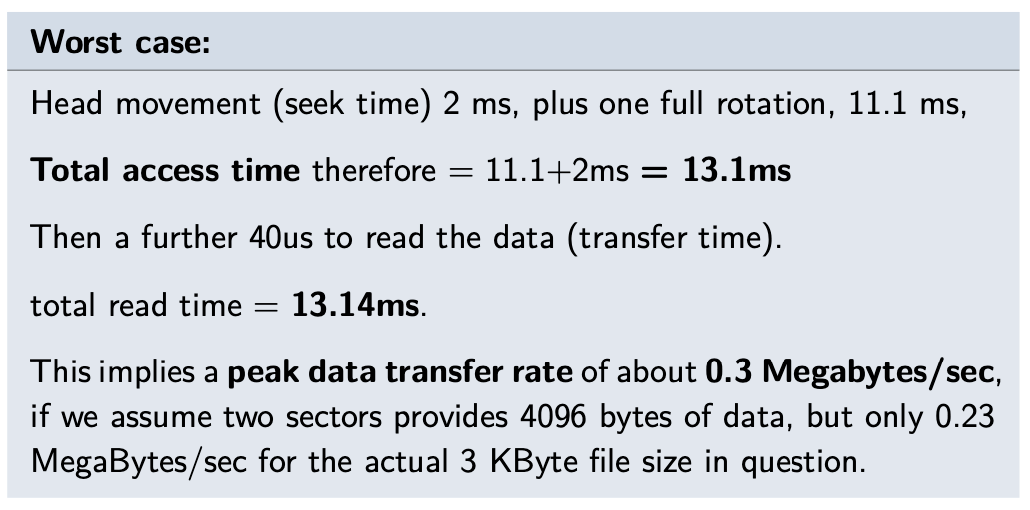 Worst case:
Head movement (seek time) 2 ms, plus one full rotation, 11.1 ms,
Total access time therefore = 11.1+2ms = 13.1ms
Then a further 40us to read the data (transfer time).
total read time = 13.14ms.
This implies a peak data transfer rate of about 0.3 Megabytes/sec,
if we assume two sectors provides 4096 bytes of data, but only 0.23
MegaBytes/sec for the actual 3 KByte file size in question.